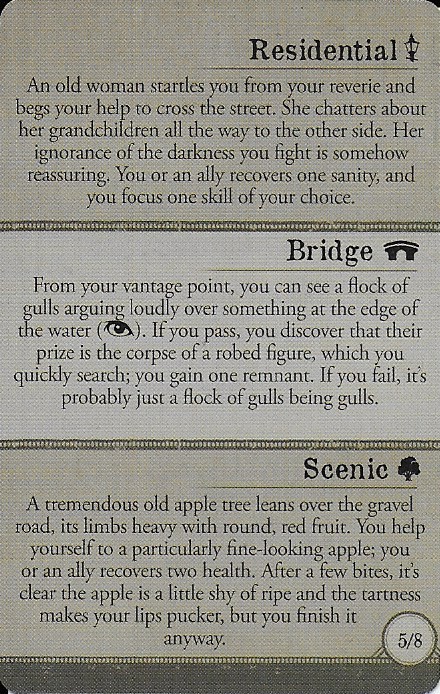 Residential
An old woman startles you from your reverie and
begs your help to cross the street. She chatters about
her grandchildren all the way to the other side. Her
ignorance of the darkness you fight is somehow
reassuring. You or an ally recovers one sanity, and
you focus one skill of your choice.
Bridge
From your vantage point, you can see a flock of
gulls arguing loudly over something at the edge of
the water (). If you pass, you discover that their
prize is the corpse of a robed figure, which you
quickly search; you gain one remnant. If you fail, it's
probably just a flock of gulls being gulls.
Scenic
A tremendous old apple tree leans over the gravel
road, its limbs heavy with round, red fruit. You help
yourself to a particularly fine-looking apple; you
or an ally recovers two health. After a few bites, it's
clear the apple is a little shy of ripe and the tartness
makes your lips pucker, but you finish it
anyway.
5/8